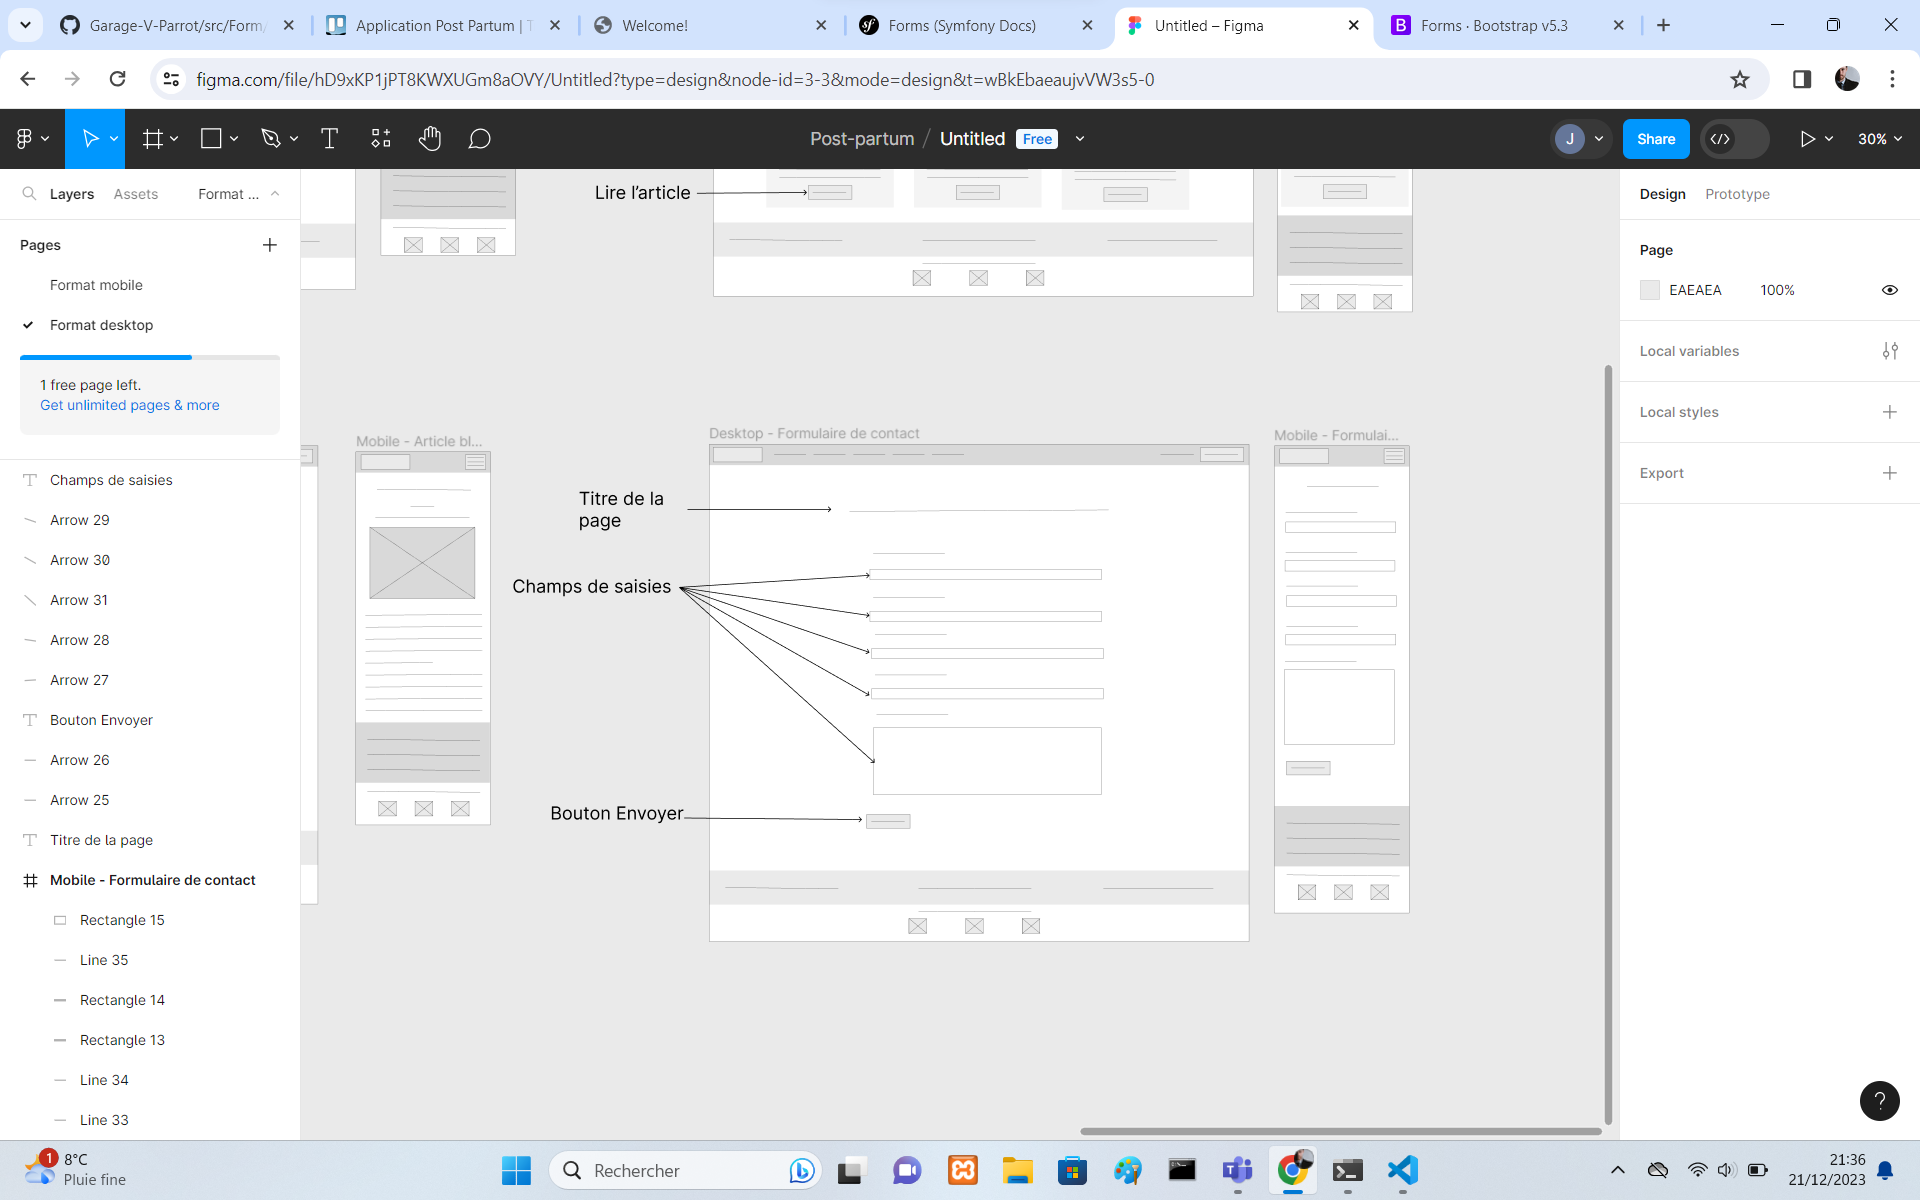 Garage-V-Parrot/src/Form/
Application Post Partum | T
Welcome!
Forms (Symfony Docs)
Untitled – Figma
Forms · Bootstrap v5.3
figma.com/file/hD9xKP1jPT8KWXUGm8aOVY/Untitled?type=design&node-id=3-3&mode=design&t=wBkEbaeaujvVW3s5-0
Post-partum / Untitled Free
J
Share
30%
Layers Assets Format ...
Pages
Format mobile
Format desktop
1 free page left.
Get unlimited pages & more
Champs de saisies
Arrow 29
Arrow 30
Arrow 31
Arrow 28
Arrow 27
Bouton Envoyer
Arrow 26
Arrow 25
Titre de la page
Mobile - Formulaire de contact
Rectangle 15
Line 35
Rectangle 14
Rectangle 13
Line 34
Line 33
Lire l’article
Mobile - Article bl...
Desktop - Formulaire de contact
Mobile - Formulai...
Titre de la
page
Champs de saisies
Bouton Envoyer
Design Prototype
Page
EAEAEA 100%
Local variables
Local styles
Export
?
1
8°C
Pluie fine
Rechercher
21:36
21/12/2023